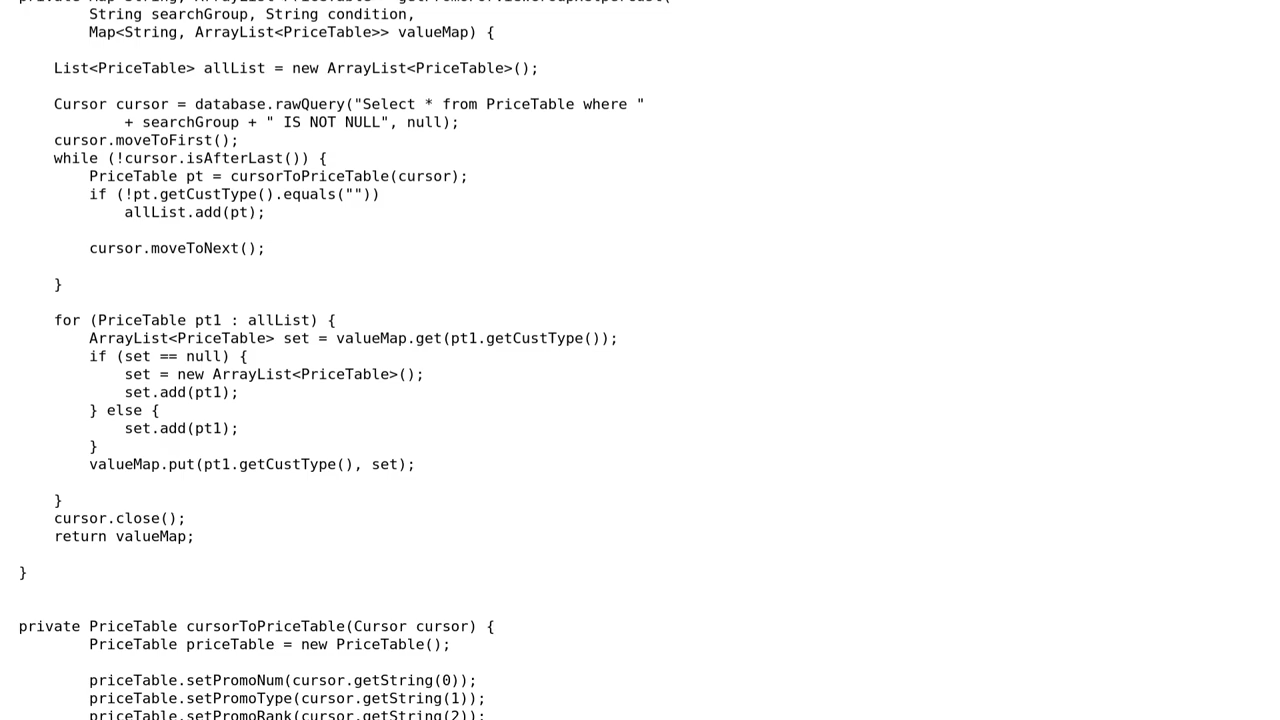 String searchGroup, String condition,
Map<String, ArrayList<PriceTable>> valueMap) {
List<PriceTable> allList = new ArrayList<PriceTable>();
Cursor cursor = database.rawQuery("Select * from PriceTable where "
+ searchGroup + " IS NOT NULL", null);
cursor.moveToFirst();
while (!cursor.isAfterLast()) {
PriceTable pt = cursorToPriceTable(cursor);
if (!pt.getCustType().equals(""))
allList.add(pt);
cursor.moveToNext();
}
for (PriceTable pt1 : allList) {
ArrayList<PriceTable> set = valueMap.get(pt1.getCustType());
if (set == null) {
set = new ArrayList<PriceTable>();
set.add(pt1);
} else {
set.add(pt1);
}
valueMap.put(pt1.getCustType(), set);
}
cursor.close();
return valueMap;
}
private PriceTable cursorToPriceTable(Cursor cursor) {
PriceTable priceTable = new PriceTable();
priceTable.setPromoNum(cursor.getString(0));
priceTable.setPromoType(cursor.getString(1));
priceTable.setPromoRank(cursor.getString(2));